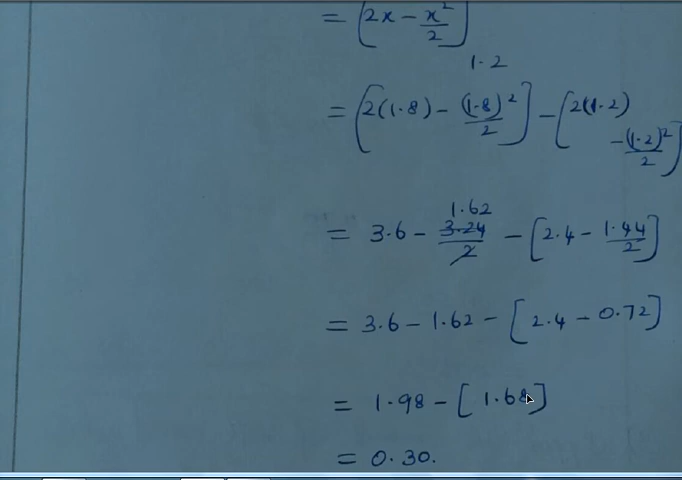 = [2x - x²/2]
1.2
= [2(1.8) - (1.8)²/2] - [2(1.2)
- (1.2)²/2]
1.62
= 3.6 - 3.24/2 - [2.4 - 1.44/2]
= 3.6 - 1.62 - [2.4 - 0.72]
= 1.98 - [1.68]
= 0.30.